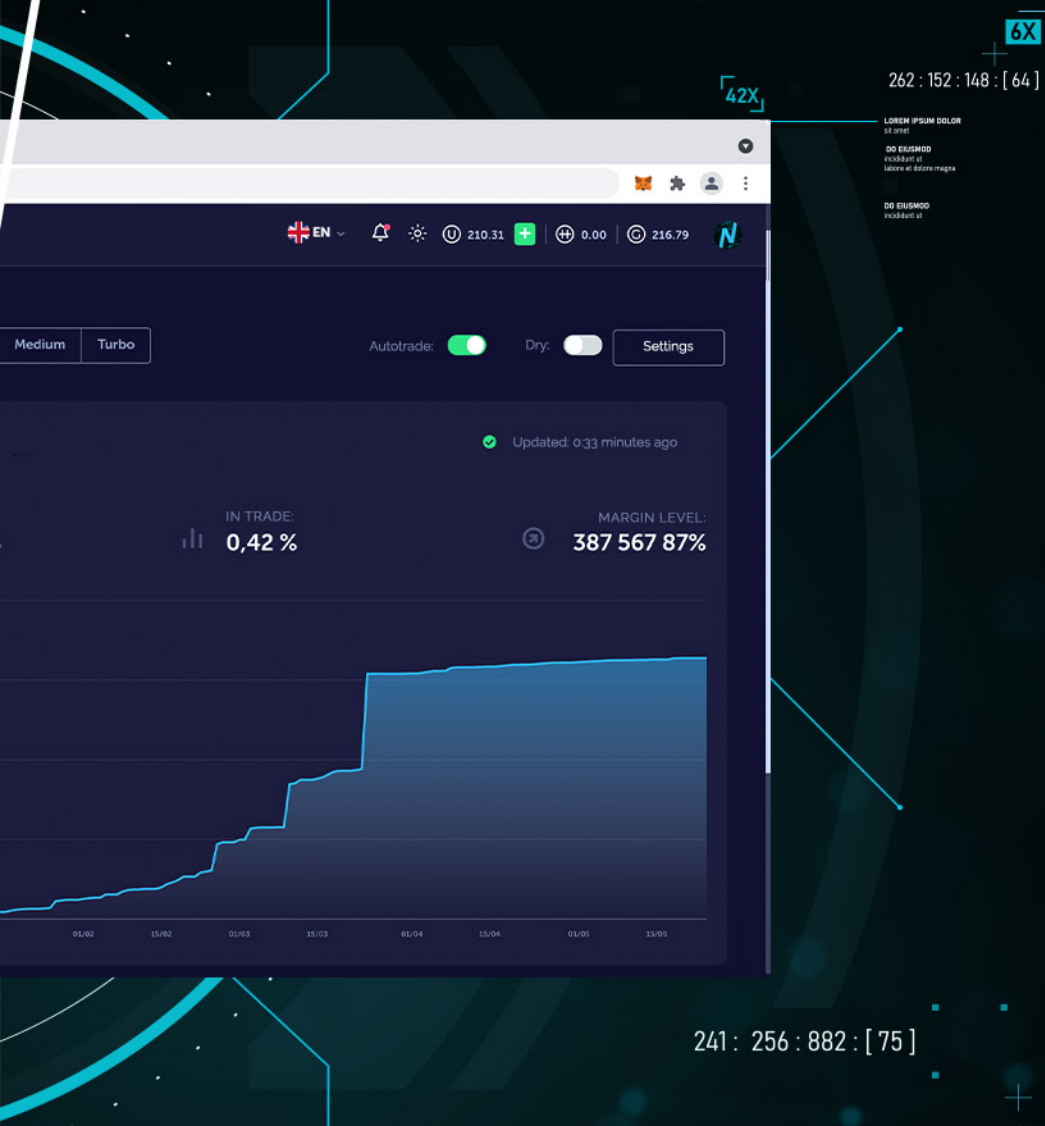 6X
262 : 152 : 148 : [ 64 ]
42X
LOREM IPSUM DOLOR
sit amet
DO EIUSMOD
incididunt ut
labore et dolore magna
DO EIUSMOD
incididunt ut
EN
U 210.31 + H 0.00 G 216.79 N
Medium Turbo
Autotrade: Dry: Settings
Updated: 0:33 minutes ago
IN TRADE:
0,42 %
MARGIN LEVEL:
387 567 87%
01/02 15/02 01/03 15/03 01/04 15/04 01/05 15/05
241 : 256 : 882 : [ 75 ]